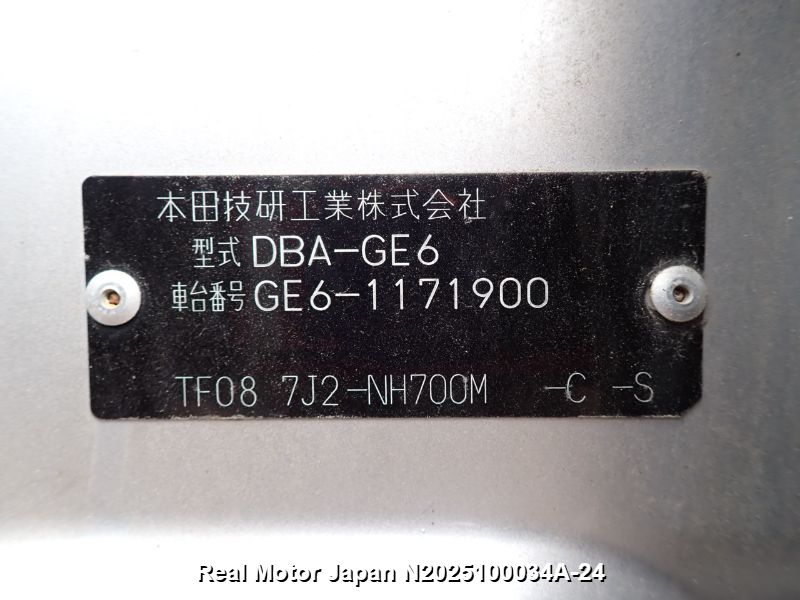 本田技研工業株式会社
型式 DBA-GE6
車台番号 GE6-1171900
TF08 7J2-NH700M -C -S
Real Motor Japan N2025100034A-24